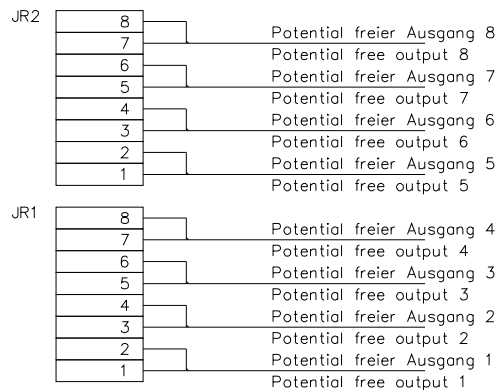 JR2
8
Potential freier Ausgang 8
7
Potential free output 8
6
Potential freier Ausgang 7
5
Potential free output 7
4
Potential freier Ausgang 6
3
Potential free output 6
2
Potential freier Ausgang 5
1
Potential free output 5
JR1
8
Potential freier Ausgang 4
7
Potential free output 4
6
Potential freier Ausgang 3
5
Potential free output 3
4
Potential freier Ausgang 2
3
Potential free output 2
2
Potential freier Ausgang 1
1
Potential free output 1